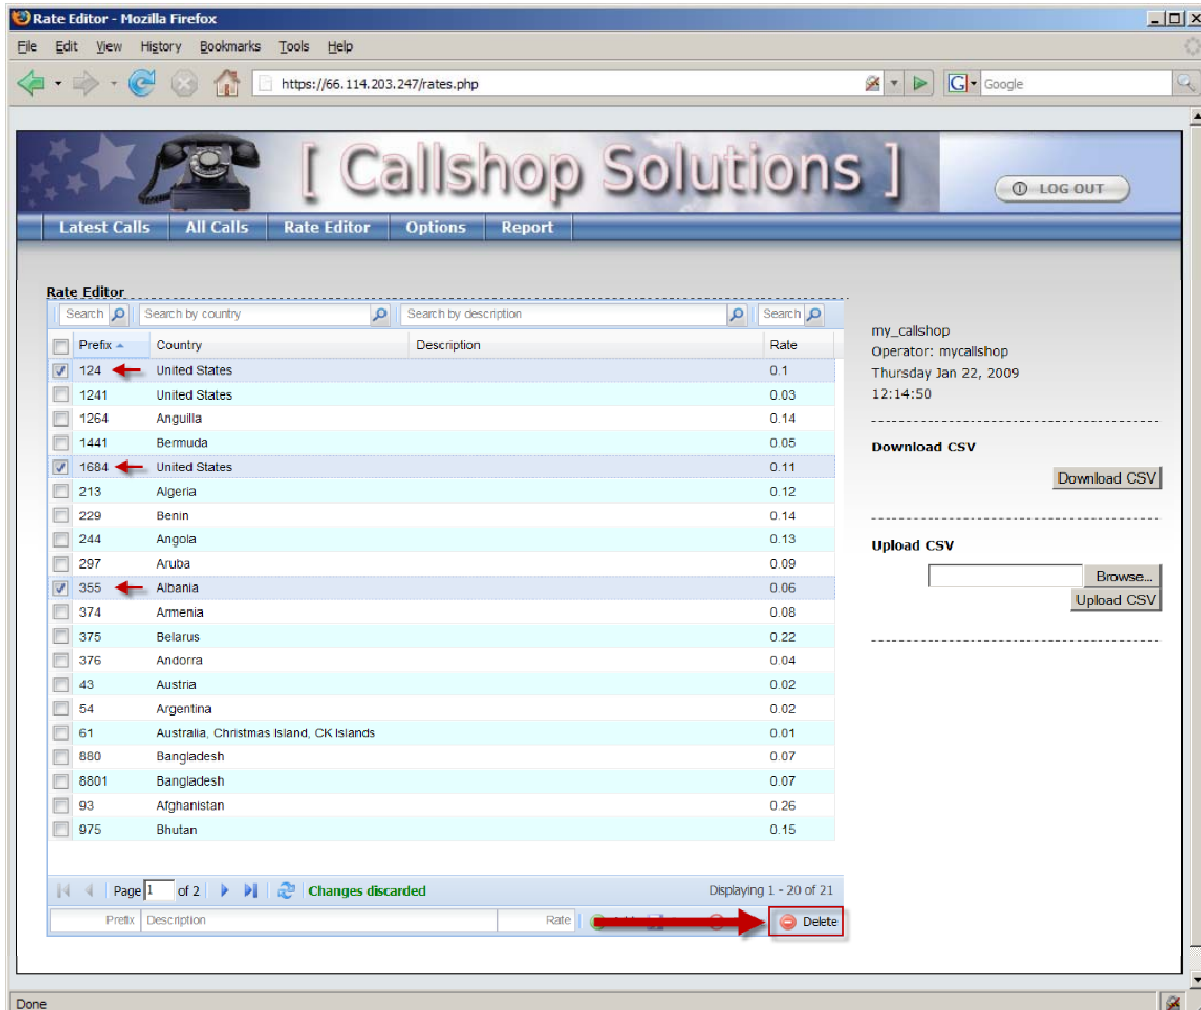 Rate Editor - Mozilla Firefox
File Edit View History Bookmarks Tools Help
https://66.114.203.247/rates.php
G Google
[ Callshop Solutions ]
LOG OUT
Latest Calls All Calls Rate Editor Options Report
Rate Editor
Search Search by country Search by description Search
Prefix Country Description Rate
124 United States 0.1
1241 United States 0.03
1264 Anguilla 0.14
1441 Bermuda 0.05
1684 United States 0.11
213 Algeria 0.12
229 Benin 0.14
244 Angola 0.13
297 Aruba 0.09
355 Albania 0.06
374 Armenia 0.08
375 Belarus 0.22
376 Andorra 0.04
43 Austria 0.02
54 Argentina 0.02
61 Australia, Christmas Island, CK Islands 0.01
880 Bangladesh 0.07
8801 Bangladesh 0.07
93 Afghanistan 0.26
975 Bhutan 0.15
Page 1 of 2 Changes discarded Displaying 1 - 20 of 21
Prefix Description Rate Delete
my_callshop
Operator: mycallshop
Thursday Jan 22, 2009
12:14:50
Download CSV
Download CSV
Upload CSV
Browse...
Upload CSV
Done